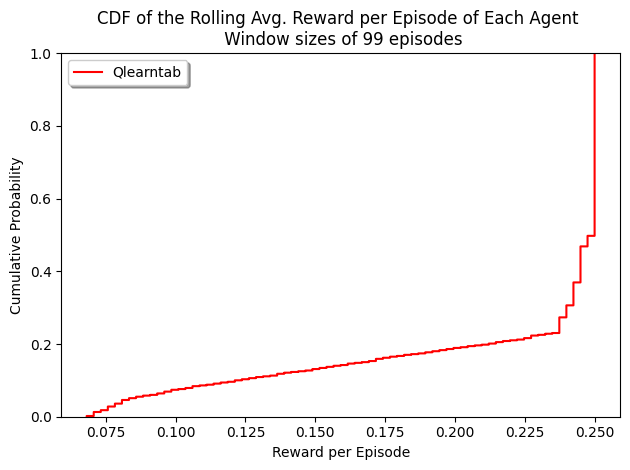 CDF of the Rolling Avg. Reward per Episode of Each Agent
Window sizes of 99 episodes
Qlearntab
1.0
0.8
0.6
0.4
0.2
0.0
Cumulative Probability
0.075 0.100 0.125 0.150 0.175 0.200 0.225 0.250
Reward per Episode